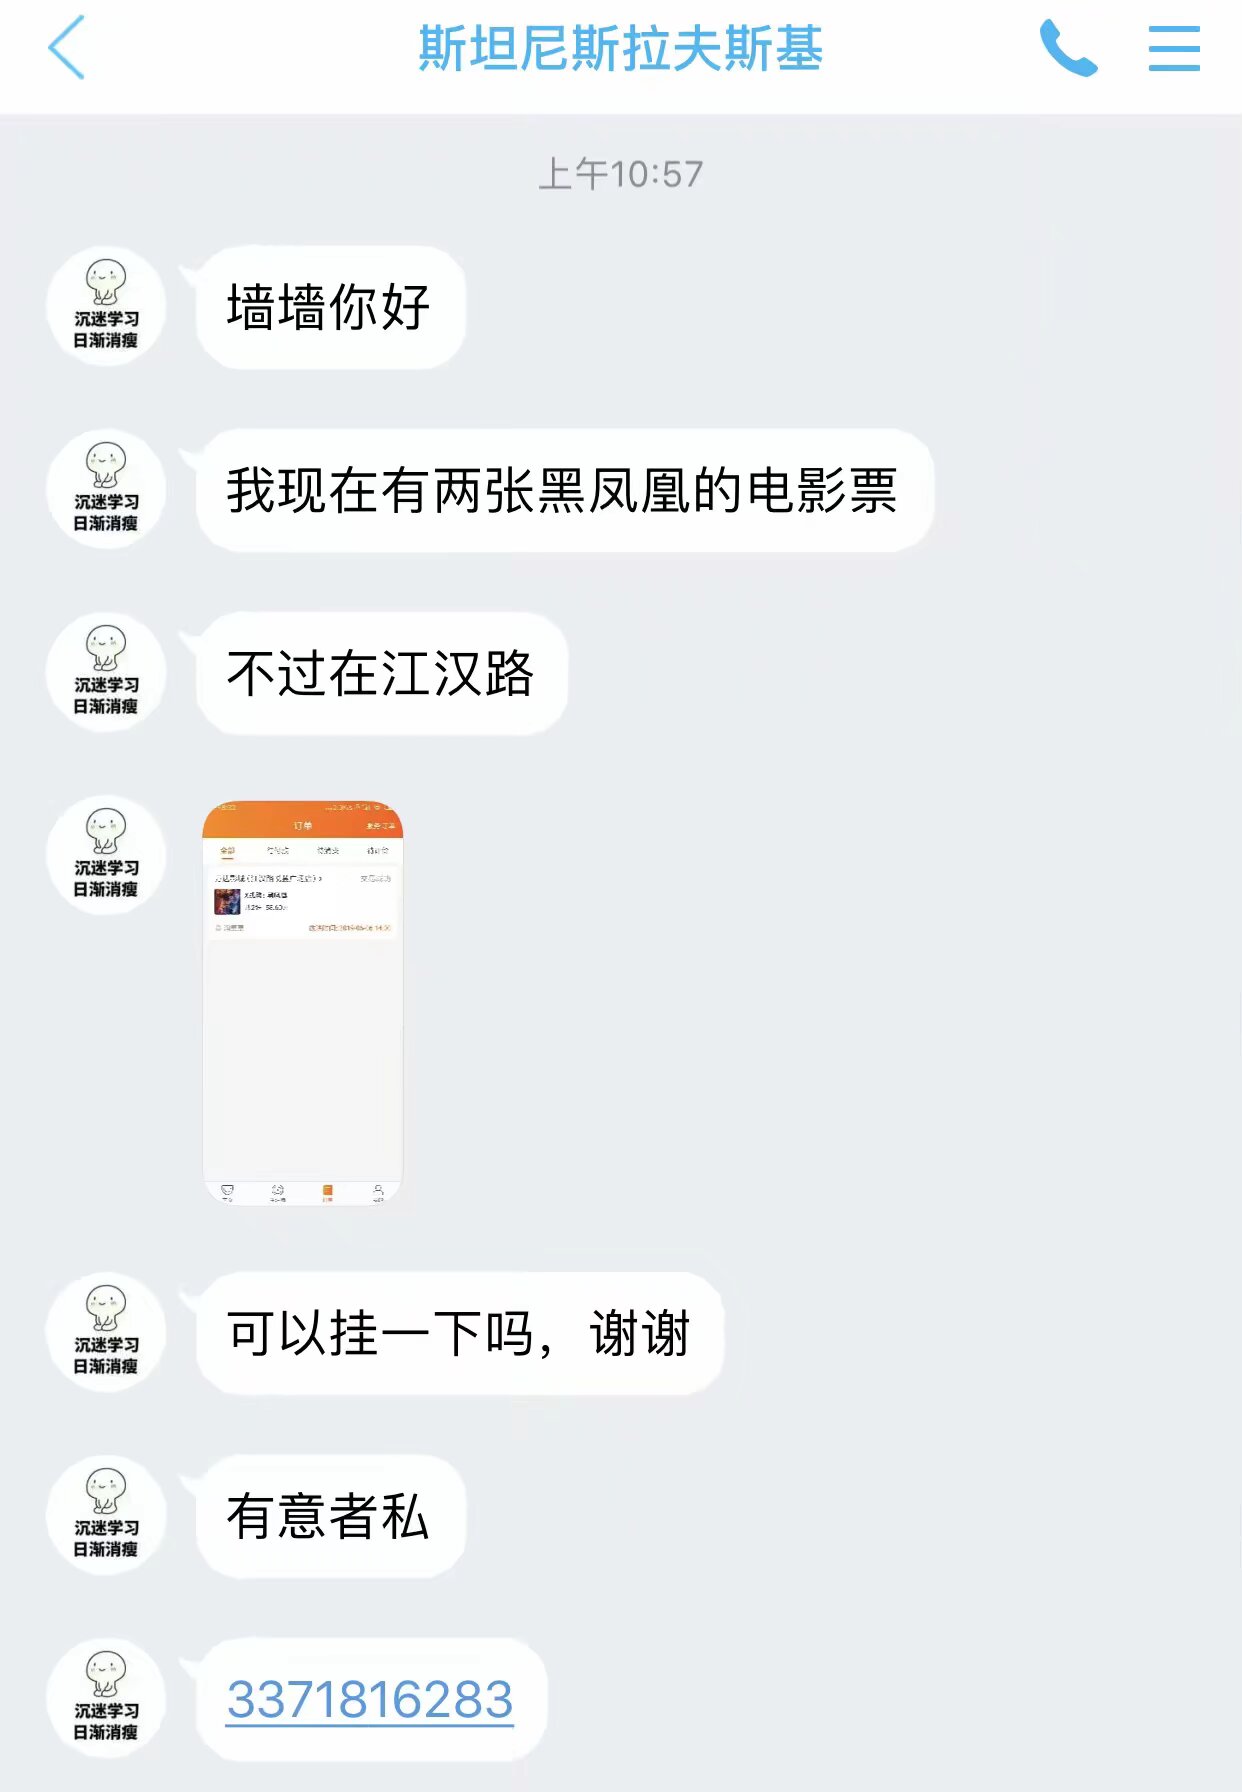 斯坦尼斯拉夫斯基
上午10:57
沉迷学习
日渐消瘦
墙墙你好
沉迷学习
日渐消瘦
我现在有两张黑凤凰的电影票
沉迷学习
日渐消瘦
不过在江汉路
沉迷学习
日渐消瘦
订单
全部
沉迷学习
日渐消瘦
可以挂一下吗，谢谢
沉迷学习
日渐消瘦
有意者私
沉迷学习
日渐消瘦
3371816283